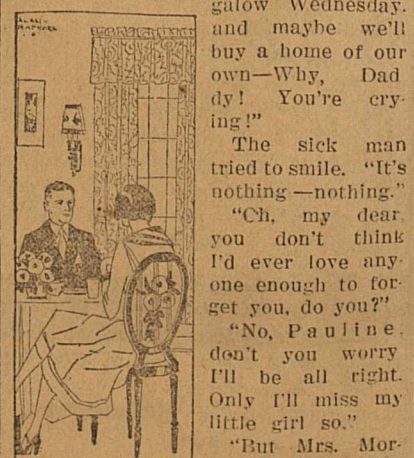 galow Wednesday.
and maybe we'll
buy a home of our
own—Why, Dad
dy! You're cry-
ing!"
The sick man
tried to smile. "It's
nothing—nothing."
"Oh, my dear,
you don't think
I'd ever love any-
one enough to for-
get you, do you?"
"No, Pauline,
don't you worry
I'll be all right.
Only I'll miss my
little girl so."
"But Mrs. Mor-